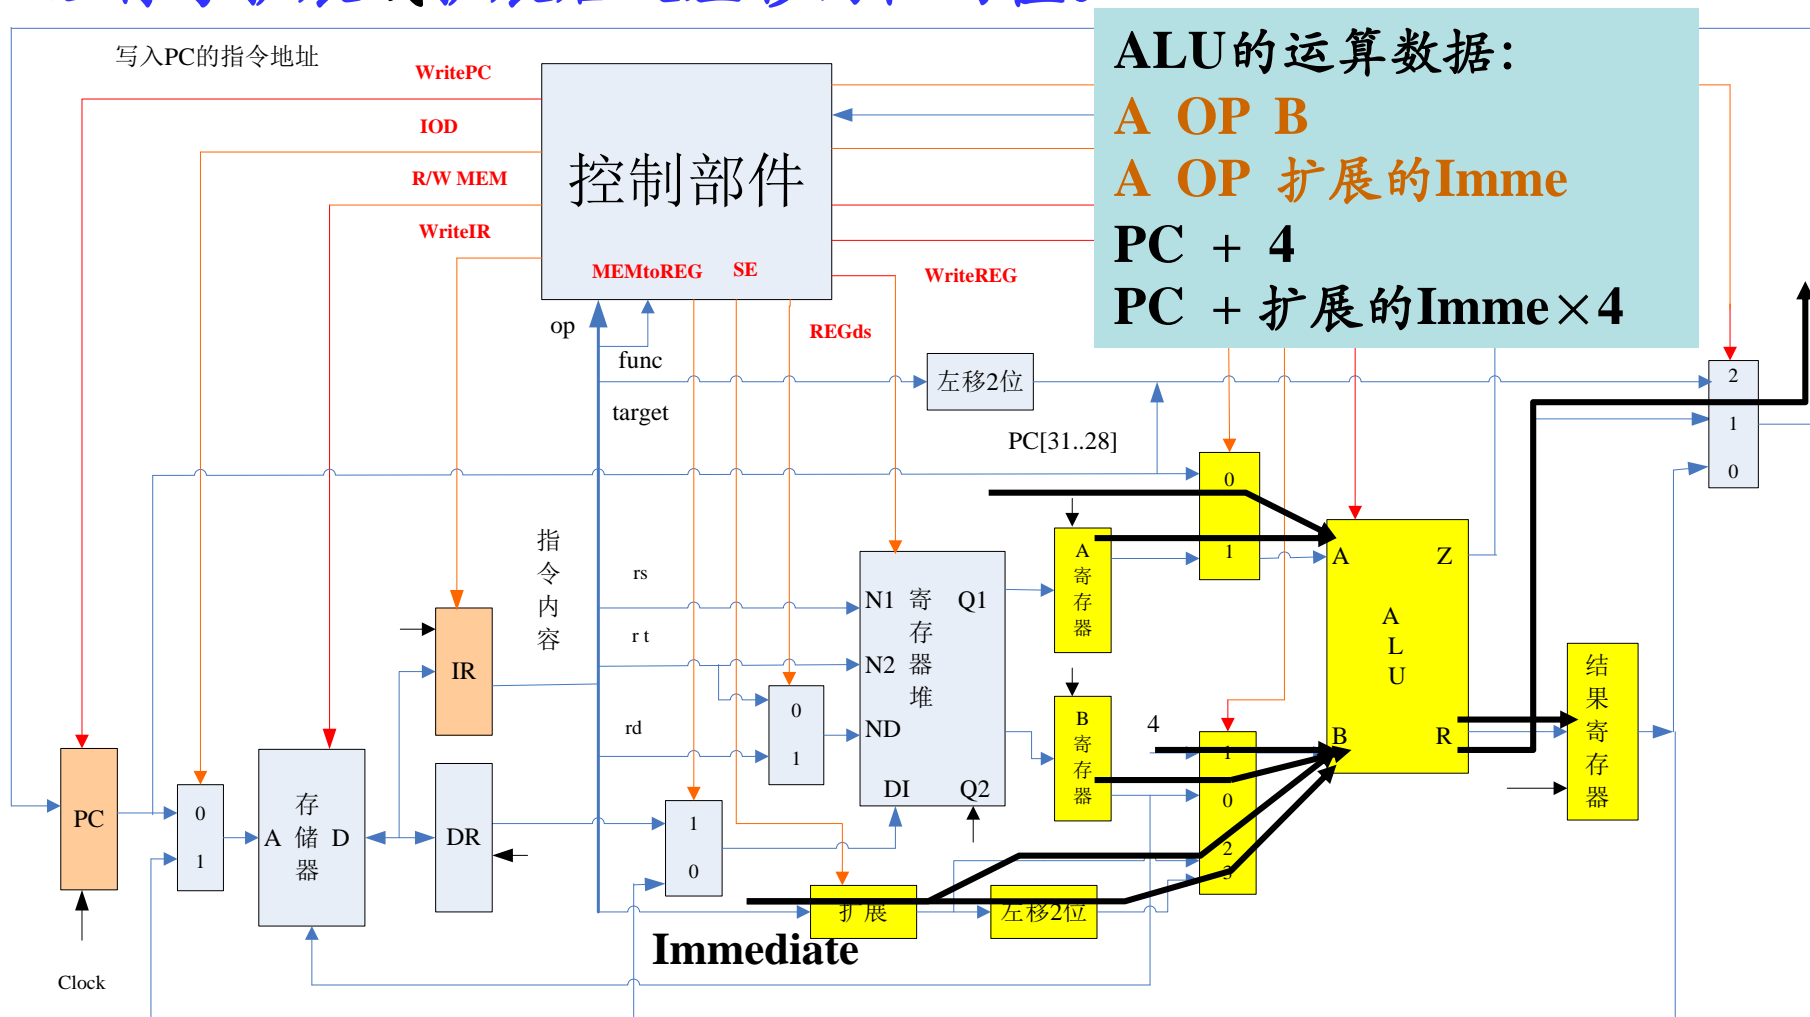 写入PC的指令地址
ALU的运算数据:
A OP B
A OP 扩展的Imme
PC + 4
PC + 扩展的Imme×4
WritePC
IOD
R/W MEM
WriteIR
控制部件
MEMtoREG
SE
WriteREG
REGds
op
func
target
左移2位
PC[31..28]
2
1
0
0
1
指令内容
rs
r t
rd
IR
N1
N2
ND
DI
寄存器堆
Q1
Q2
A寄存器
B寄存器
4
1
0
2
3
A
B
ALU
Z
R
结果寄存器
0
1
PC
0
1
A
存储器
D
DR
1
0
扩展
左移2位
Immediate
Clock